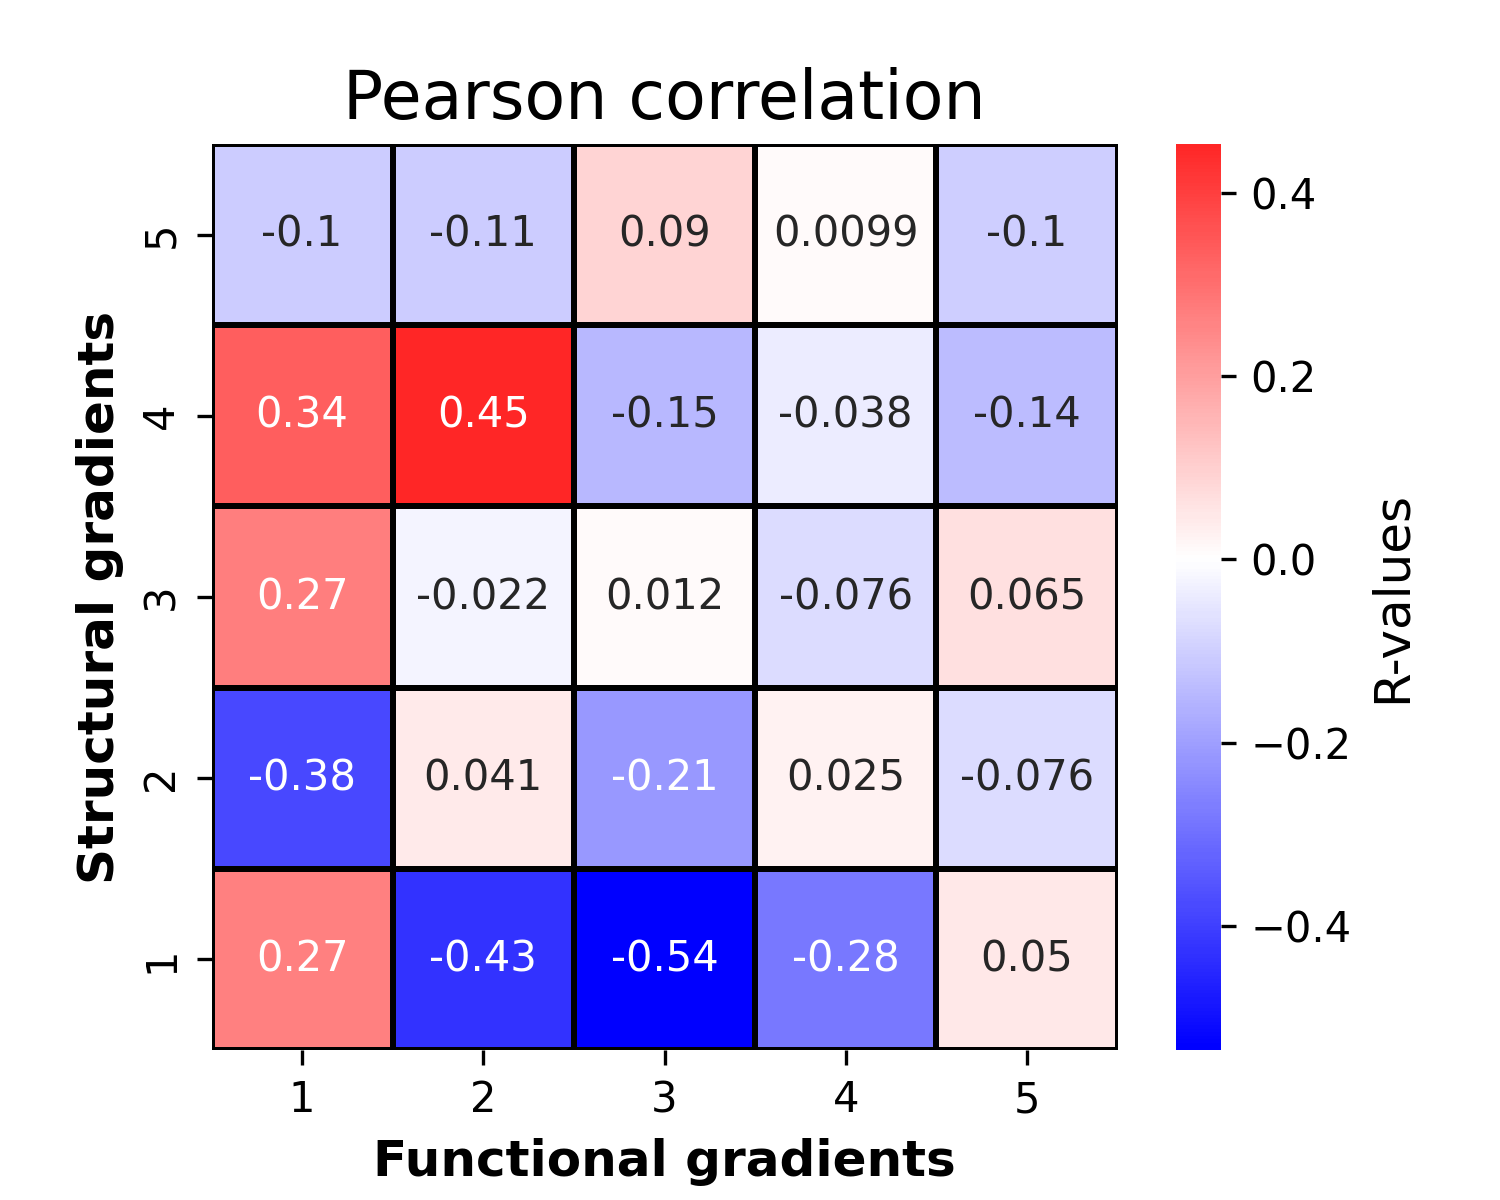 Pearson correlation
5 -0.1 -0.11 0.09 0.0099 -0.1
4 0.34 0.45 -0.15 -0.038 -0.14
3 0.27 -0.022 0.012 -0.076 0.065
2 -0.38 0.041 -0.21 0.025 -0.076
1 0.27 -0.43 -0.54 -0.28 0.05
1 2 3 4 5
Functional gradients
Structural gradients
0.4
0.2
0.0
−0.2
−0.4
R-values